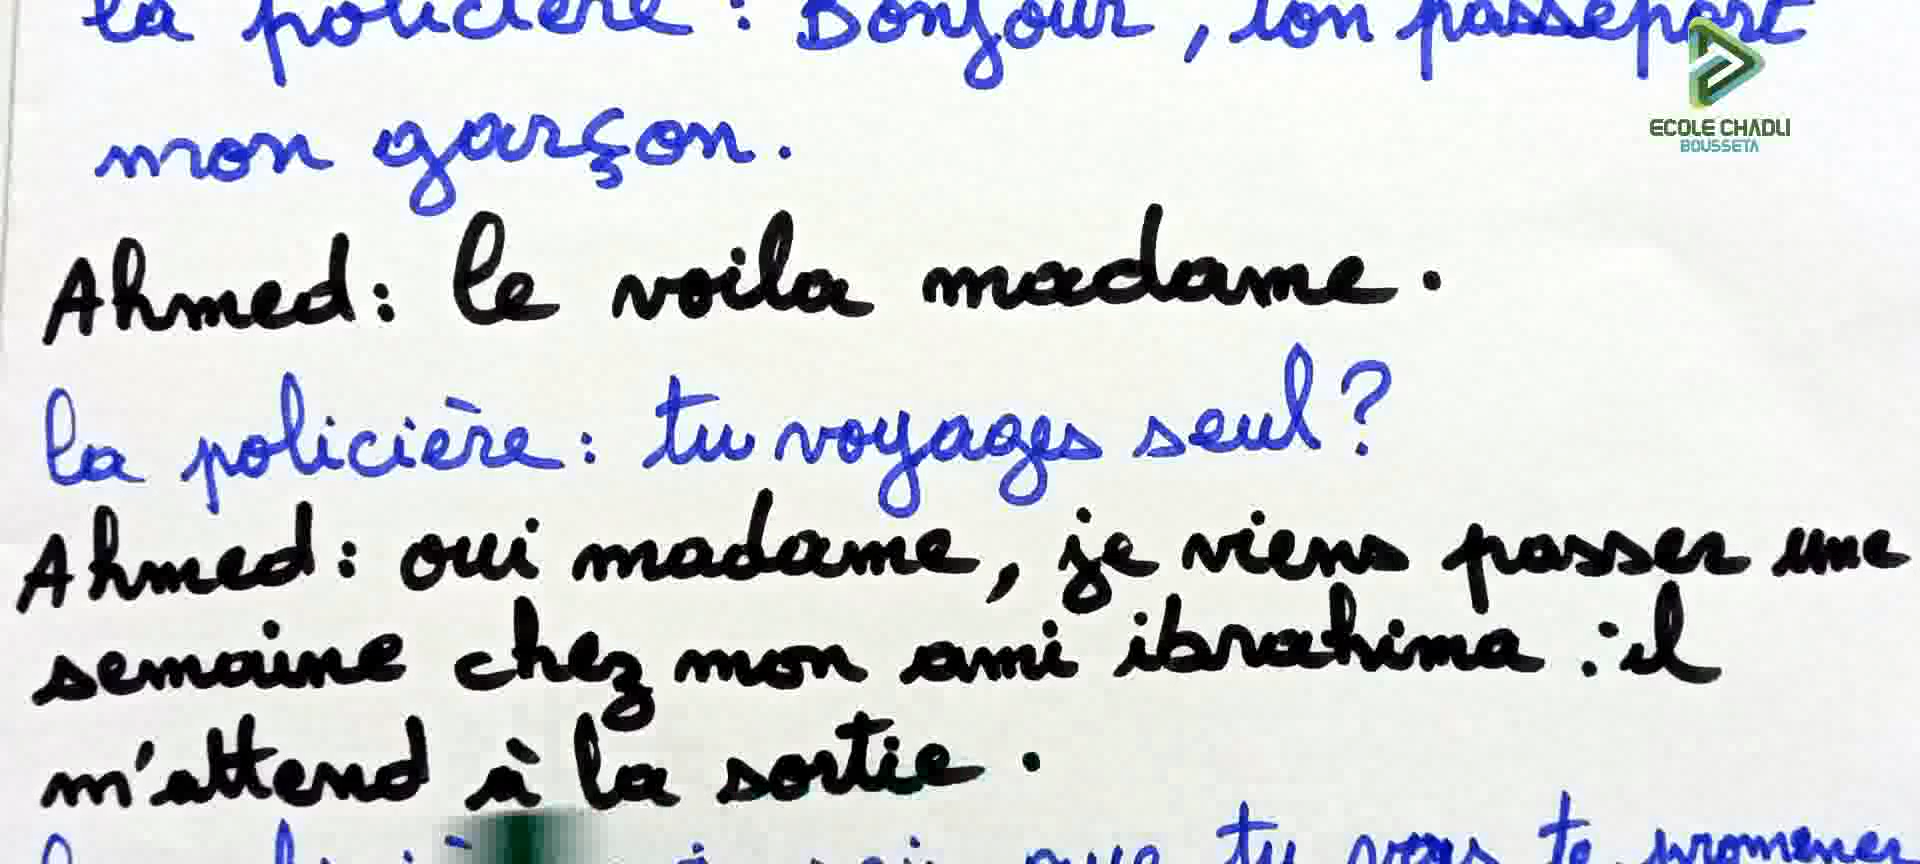 la policière : Bonjour, ton passeport
mon garçon.
Ahmed: le voila madame.
la policière: tu voyages seul?
Ahmed: oui madame, je viens passer une
semaine chez mon ami ibrahima : il
m'attend à la sortie.
que tu vas te promener
ECOLE CHADLI
BOUSSETA